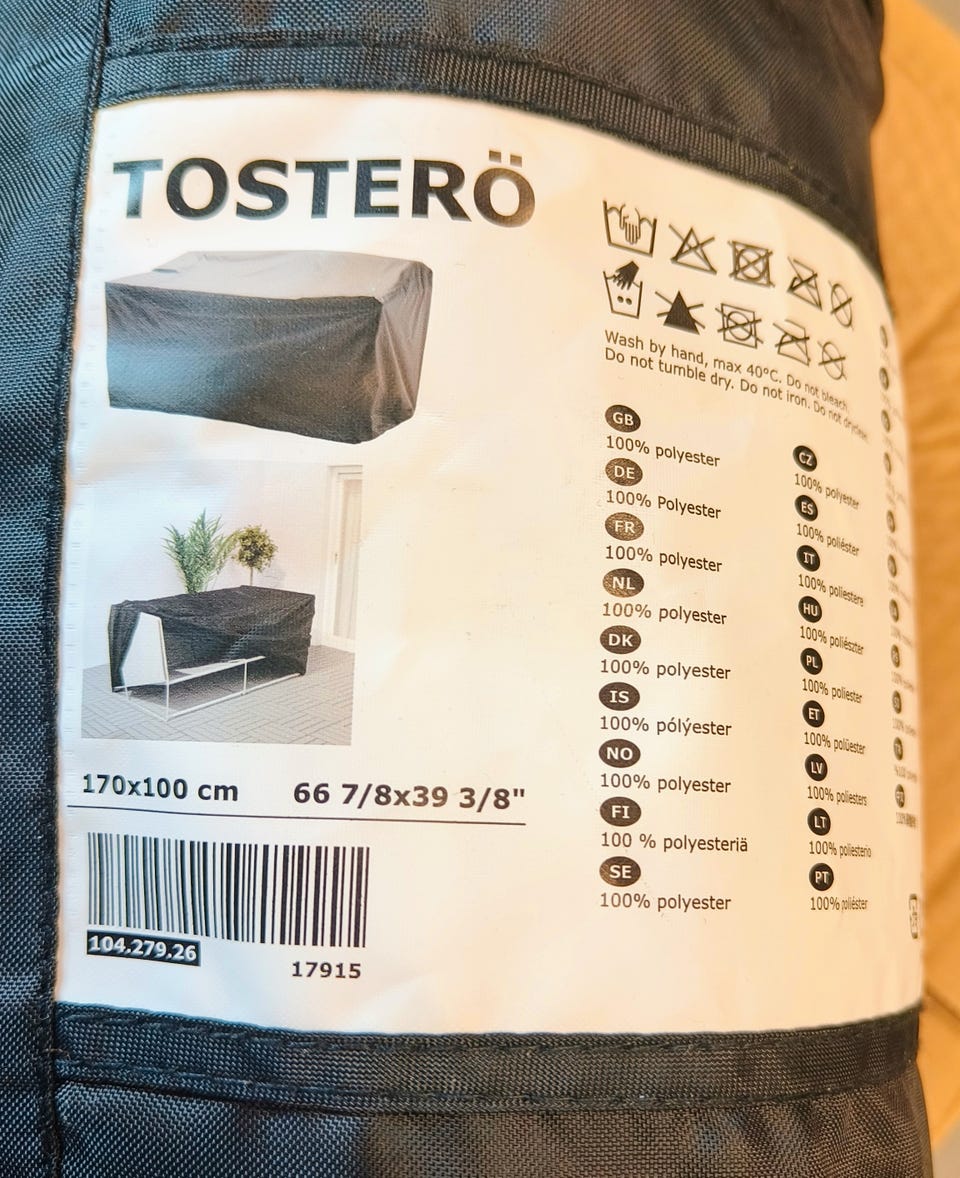 TOSTERÖ
Wash by hand, max 40°C. Do not bleach.
Do not tumble dry. Do not iron. Do not dryclean.
GB
100% polyester
DE
100% Polyester
FR
100% polyester
NL
100% polyester
DK
100% polyester
IS
100% pólýester
NO
100% polyester
FI
100 % polyesteriä
SE
100% polyester
CZ
100% polyester
ES
100% poliéster
IT
100% poliestere
HU
100% poliészter
PL
100% poliester
ET
100% polüester
LV
100% poliesters
LT
100% poliesterio
PT
100% poliéster
170x100 cm 66 7/8x39 3/8"
104.279.26
17915